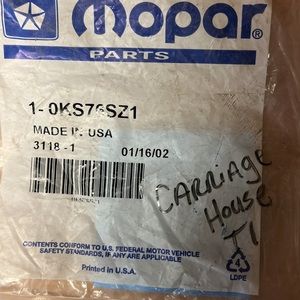 mopar®
PARTS
1- 0KS76SZ1
MADE IN USA
3118 - 1 01/16/02
CARRIAGE
House
CONTENTS CONFORM TO U.S. FEDERAL MOTOR VEHICLE
SAFETY STANDARDS, IF ANY ARE APPLICABLE
Printed in U.S.A.
4
LDPE